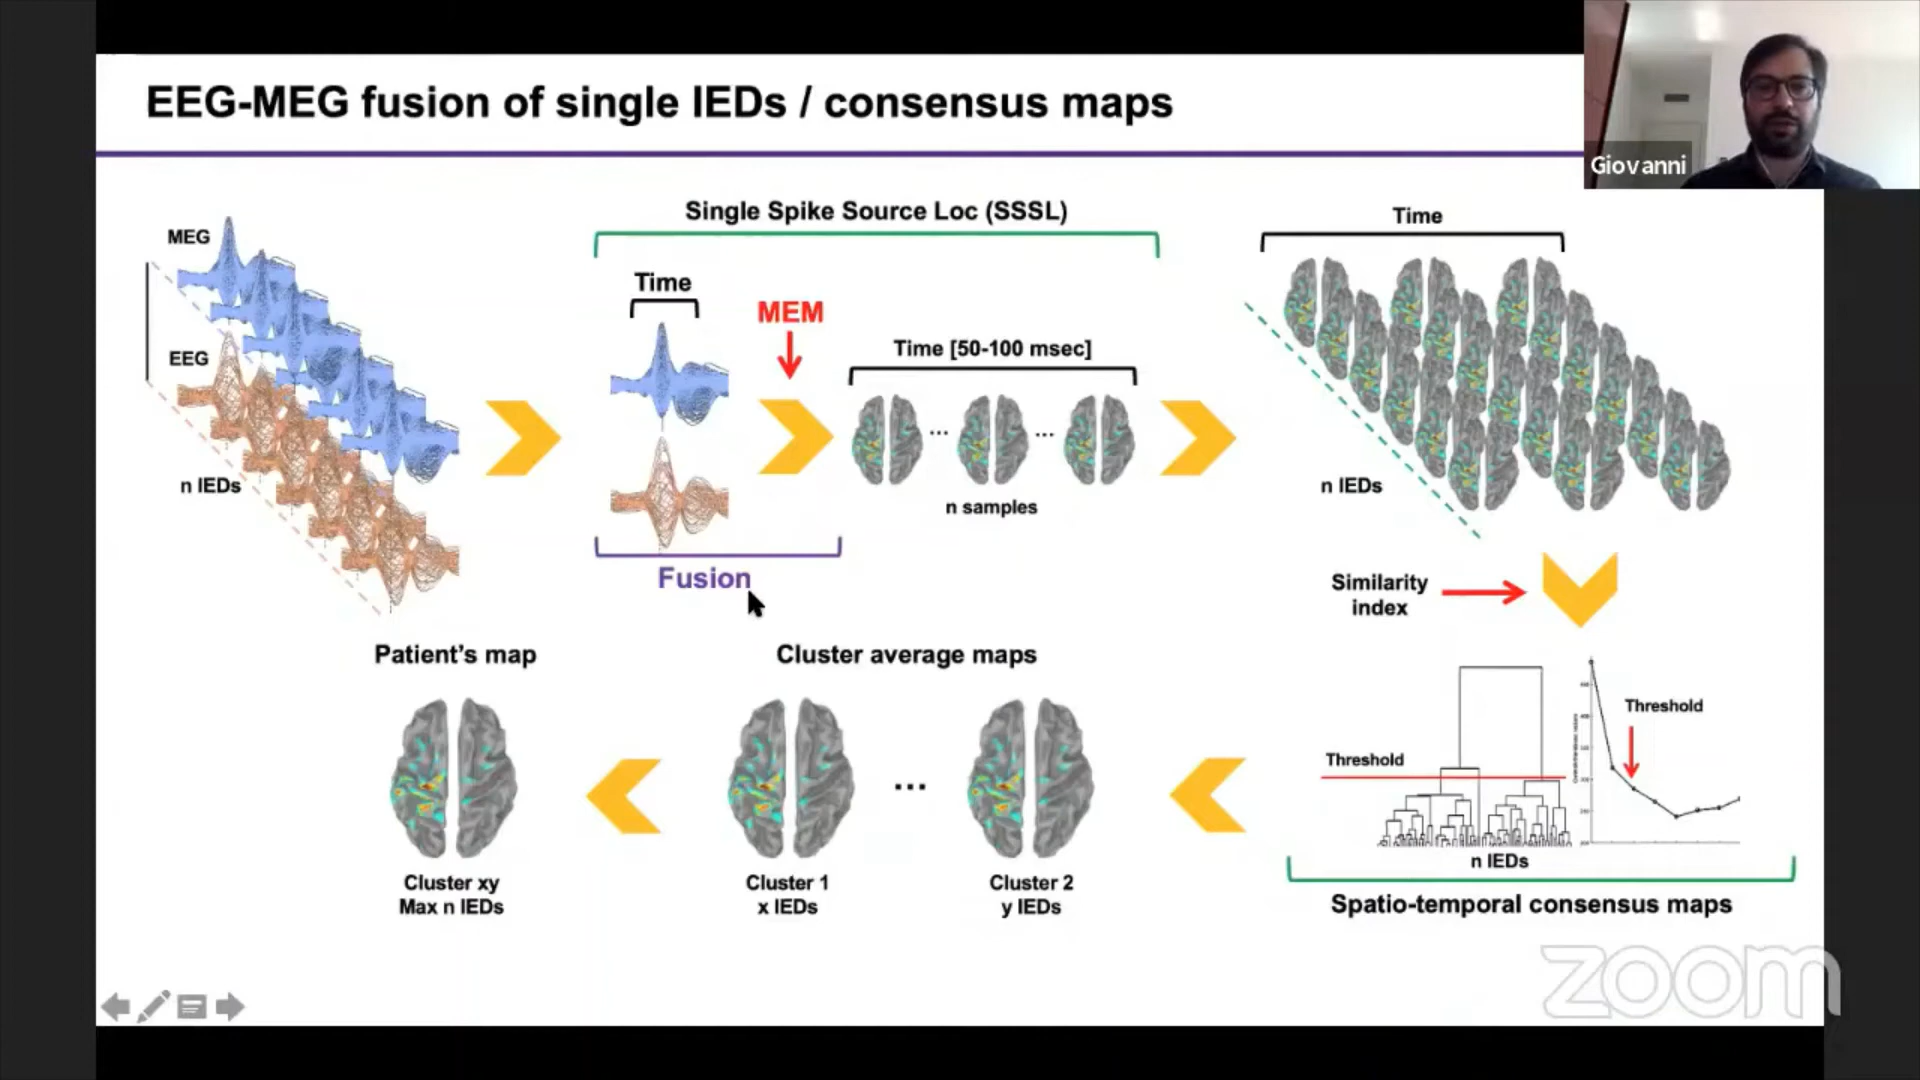 EEG-MEG fusion of single IEDs / consensus maps
Giovanni
MEG
EEG
n IEDs
Single Spike Source Loc (SSSL)
Time
MEM
Time [50-100 msec]
...
...
n samples
Fusion
Time
n IEDs
Similarity
index
Threshold
Threshold
n IEDs
Spatio-temporal consensus maps
Cluster average maps
...
Cluster 1
x IEDs
Cluster 2
y IEDs
Patient's map
Cluster xy
Max n IEDs
zoom